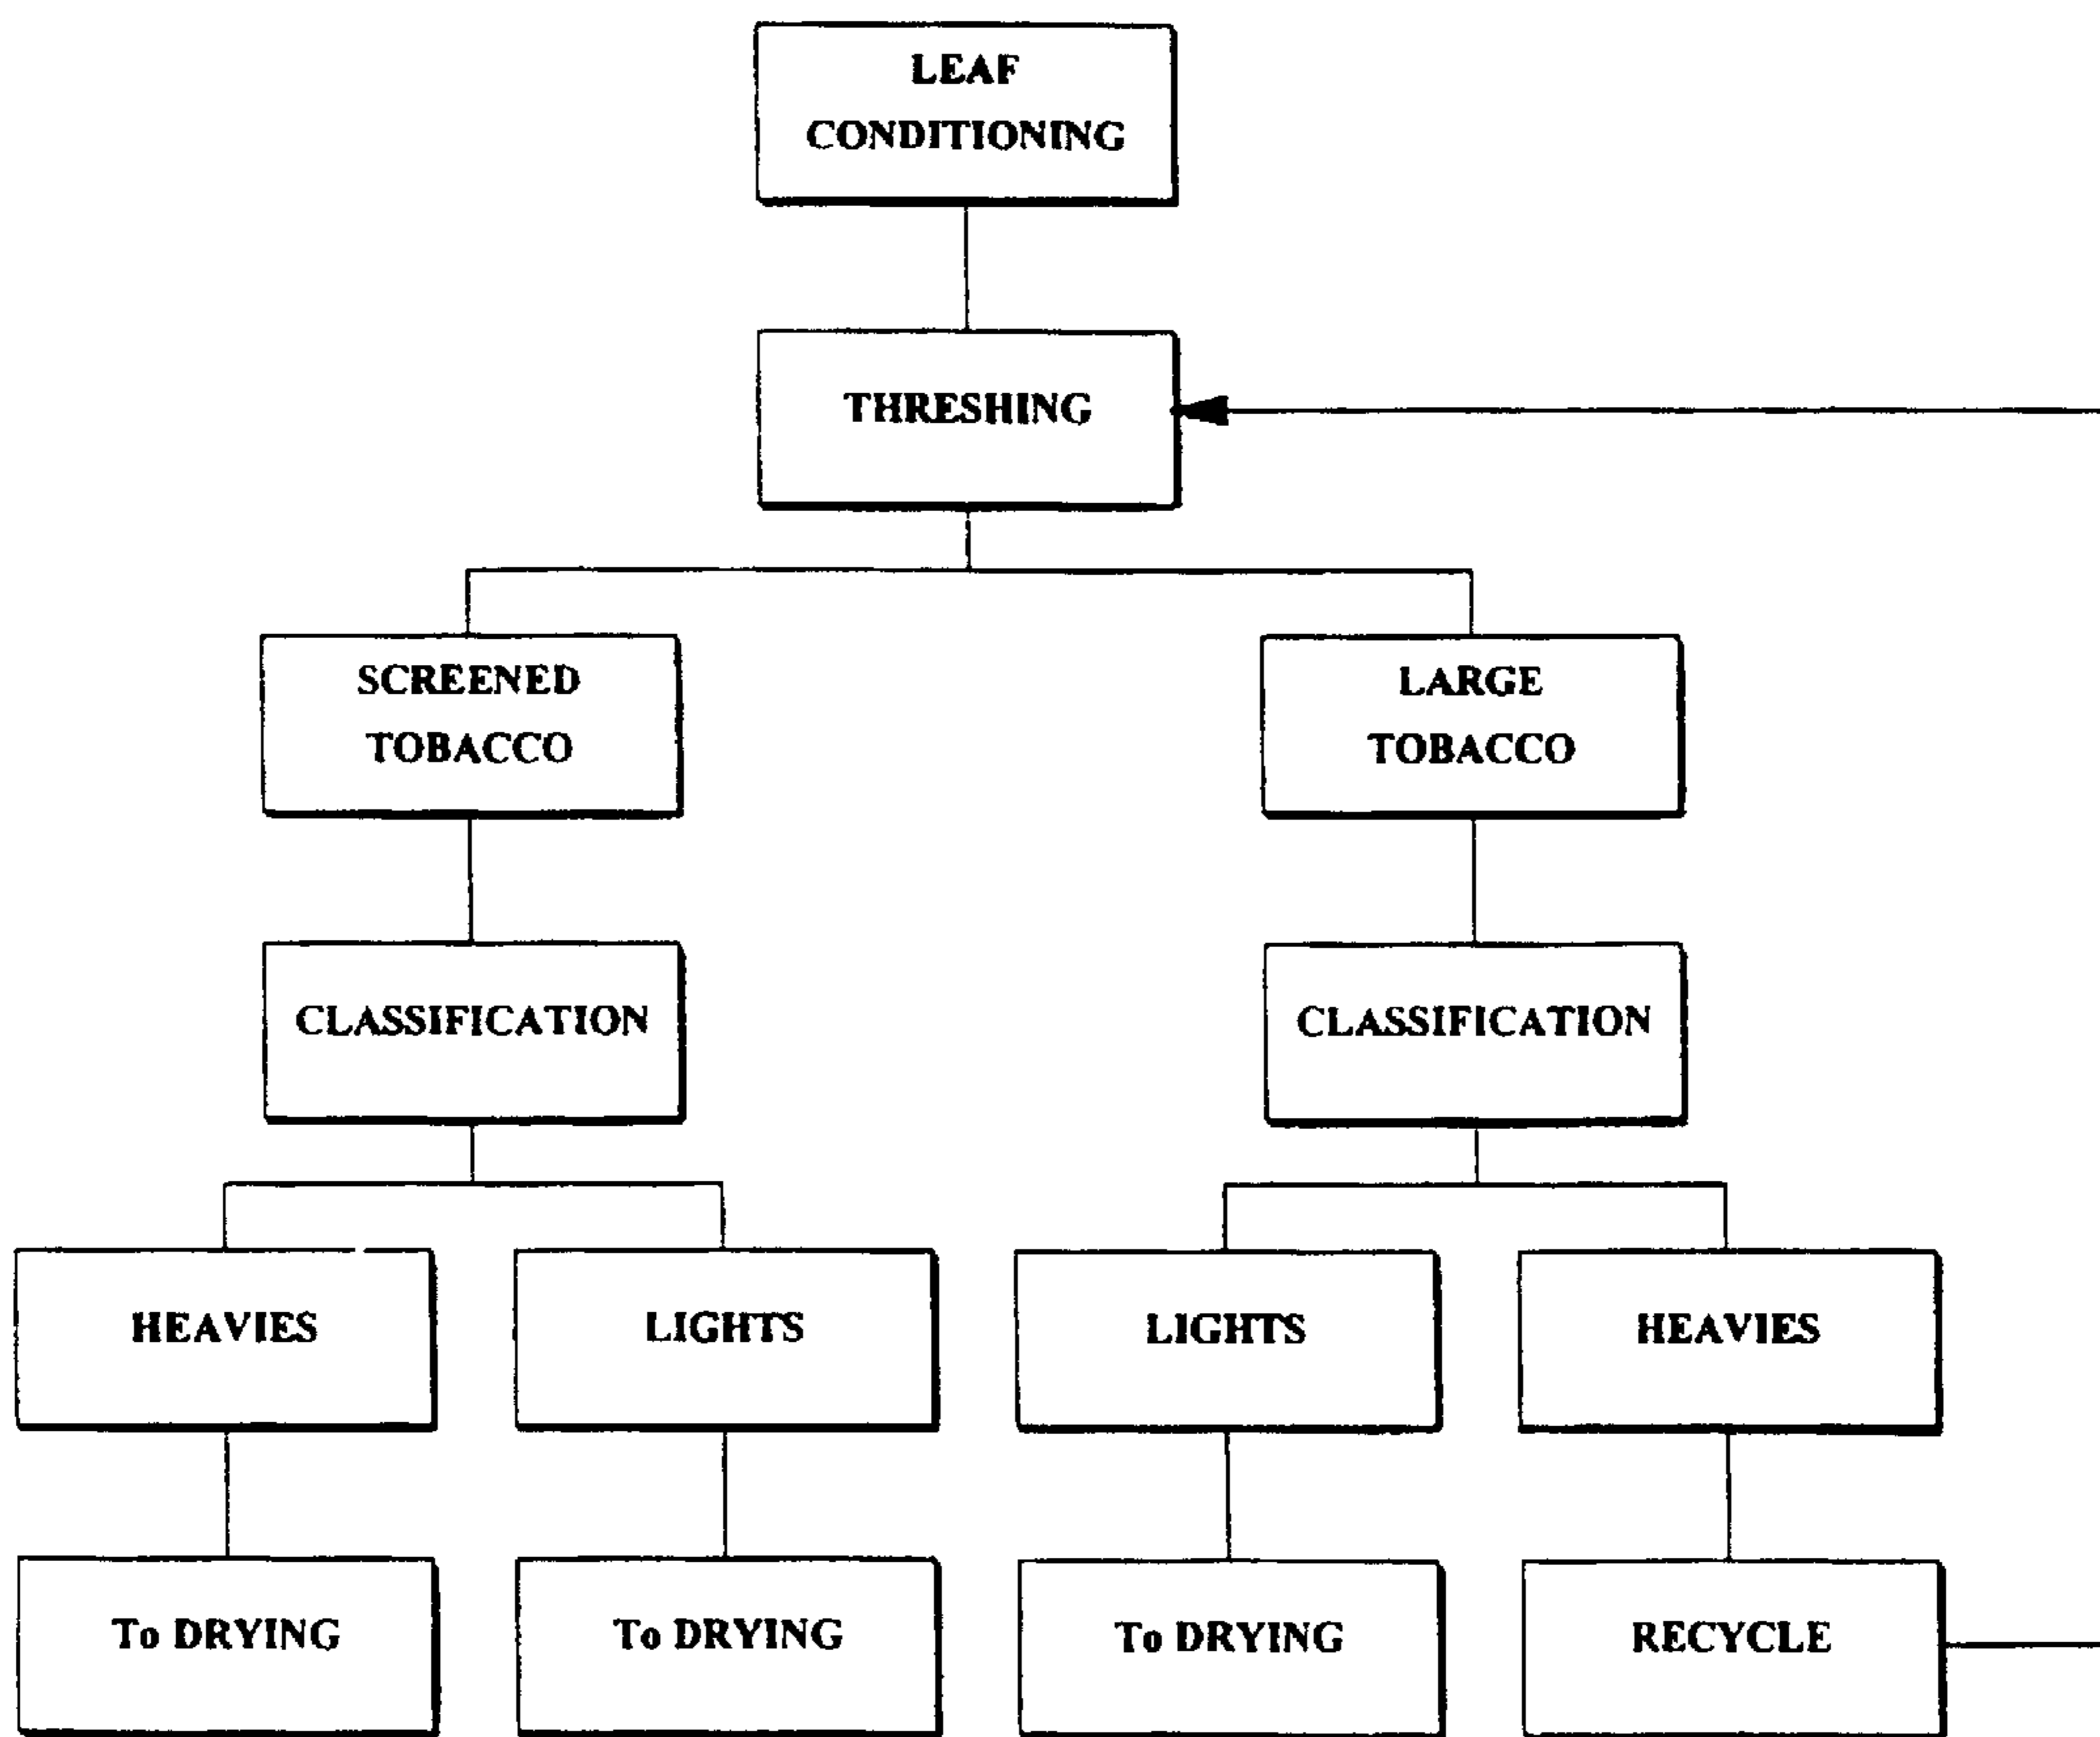 LEAF
CONDITIONING
THRESHING
SCREENED
TOBACCO
LARGE
TOBACCO
CLASSIFICATION
CLASSIFICATION
HEAVIES
LIGHTS
LIGHTS
HEAVIES
To DRYING
To DRYING
To DRYING
RECYCLE